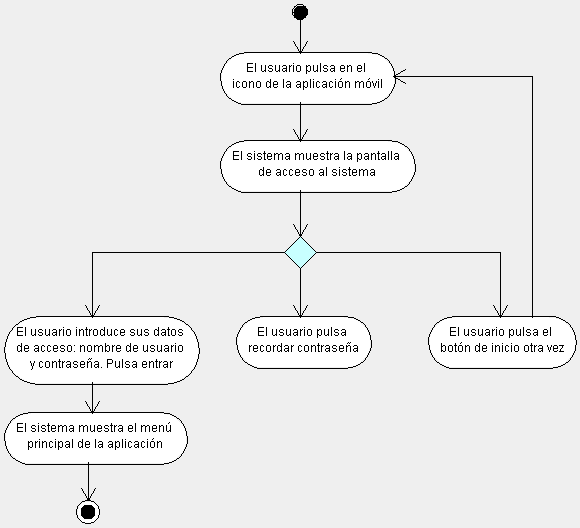 El usuario pulsa en el
icono de la aplicación móvil
El sistema muestra la pantalla
de acceso al sistema
El usuario introduce sus datos
de acceso: nombre de usuario
y contraseña. Pulsa entrar
El usuario pulsa
recordar contraseña
El usuario pulsa el
botón de inicio otra vez
El sistema muestra el menú
principal de la aplicación